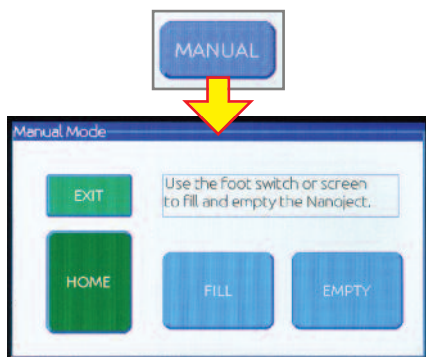 MANUAL
Manual Mode
EXIT
Use the foot switch or screen
to fill and empty the Nanoject.
HOME
FILL
EMPTY